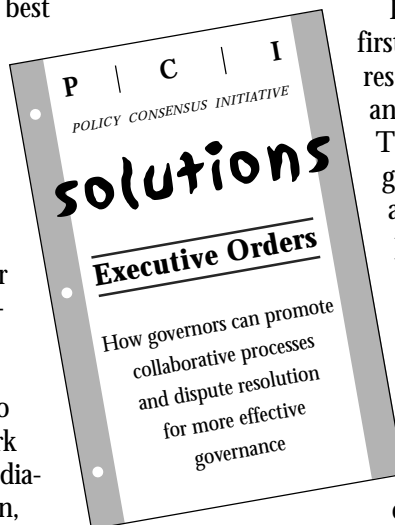 best
P | C | I
POLICY CONSENSUS INITIATIVE
solutions
Executive Orders
How governors can promote
collaborative processes
and dispute resolution
for more effective
governance
r
-
o
rk
dia-
n,
first
res
an
T
g
a